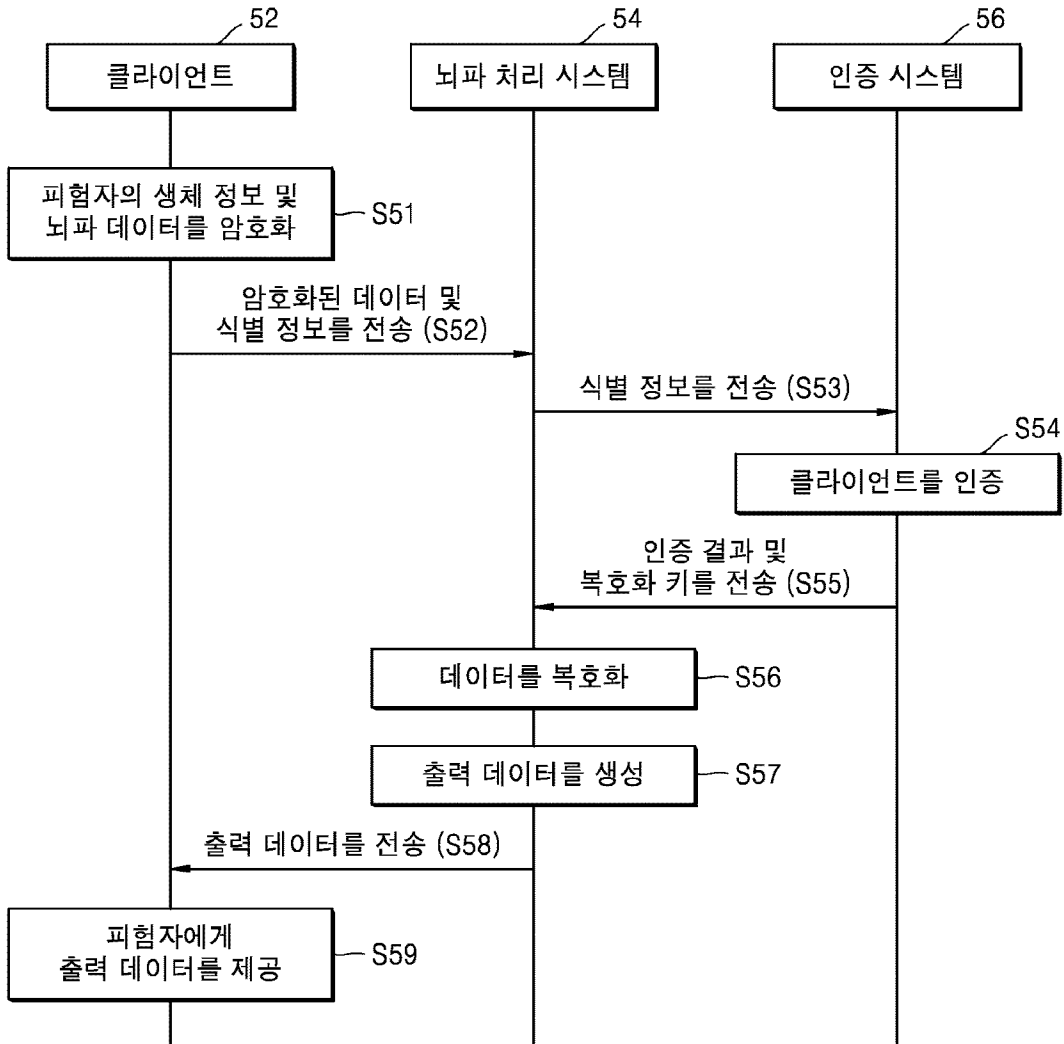 52
54
56
클라이언트
뇌파 처리 시스템
인증 시스템
피험자의 생체 정보 및
뇌파 데이터를 암호화
S51
암호화된 데이터 및
식별 정보를 전송 (S52)
식별 정보를 전송 (S53)
S54
클라이언트를 인증
인증 결과 및
복호화 키를 전송 (S55)
데이터를 복호화
S56
출력 데이터를 생성
S57
출력 데이터를 전송 (S58)
피험자에게
출력 데이터를 제공
S59